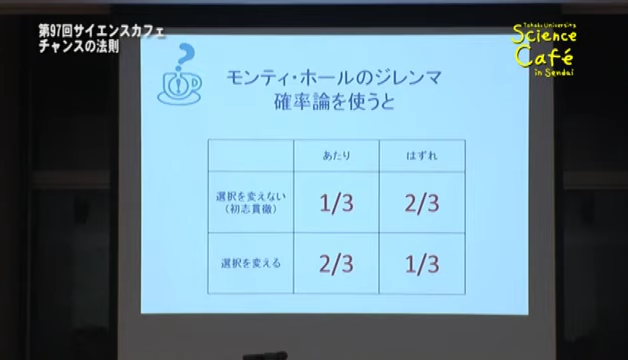 第97回サイエンスカフェ
チャンスの法則
Tohoku University
Science
Café
in Sendai
?
!
モンティ・ホールのジレンマ
確率論を使うと
あたり はずれ
選択を変えない
（初志貫徹） 1/3 2/3
選択を変える 2/3 1/3